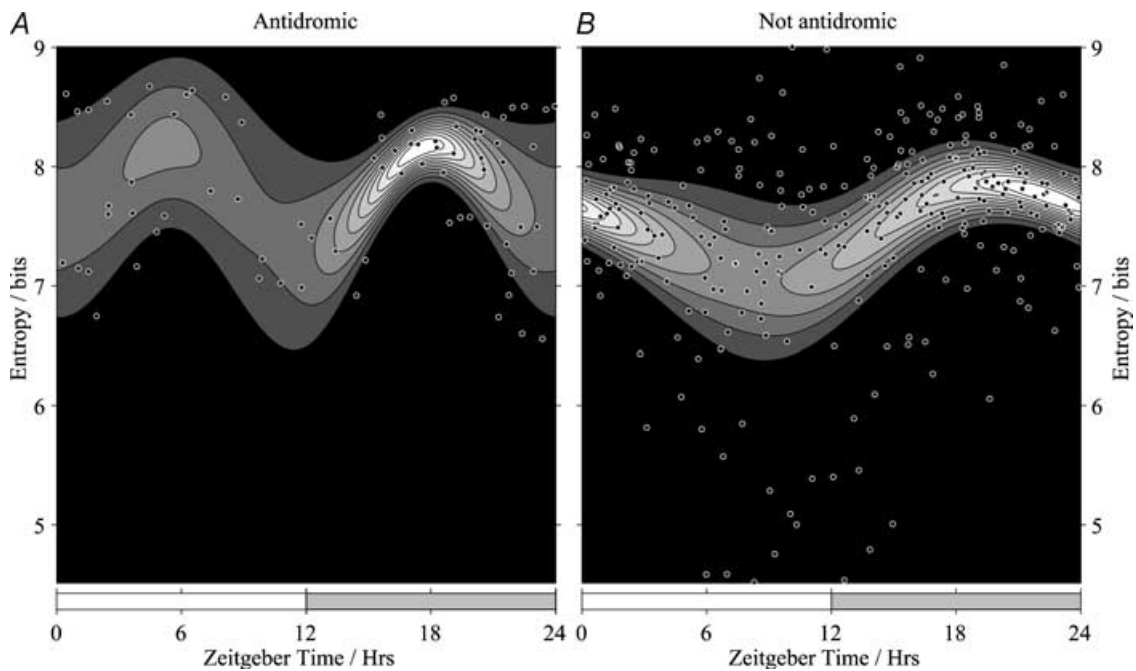 A Antidromic B Not antidromic
9 9
8 8
7 7
6 6
5 5
Entropy / bits Entropy / bits
0 6 12 18 24 0 6 12 18 24
Zeitgeber Time / Hrs Zeitgeber Time / Hrs